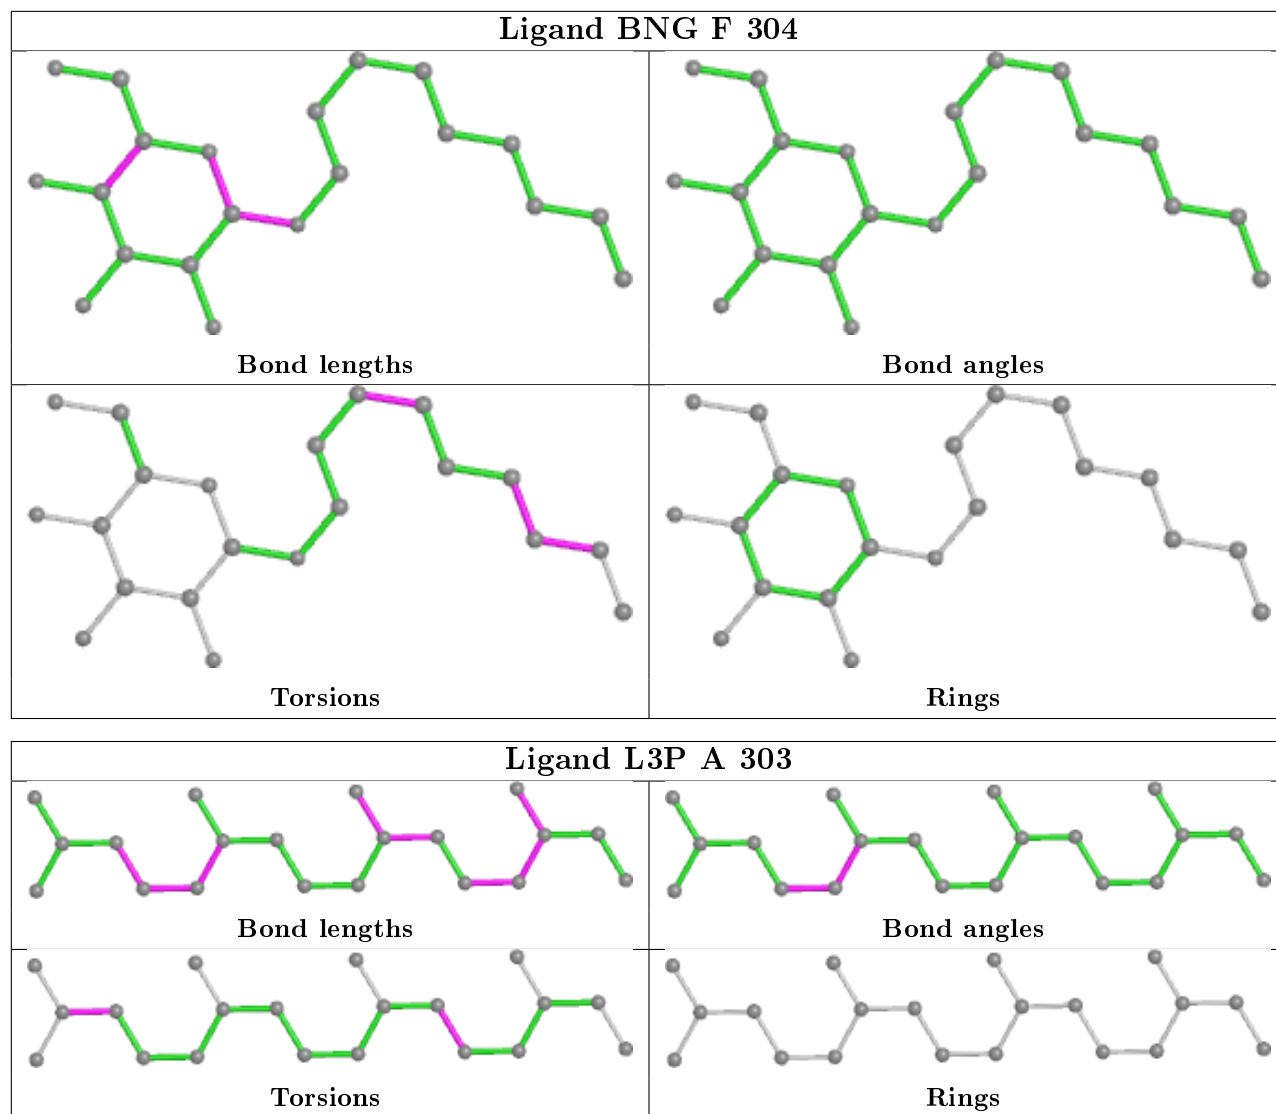 Ligand BNG F 304
Bond lengths
Bond angles
Torsions
Rings
Ligand L3P A 303
Bond lengths
Bond angles
Torsions
Rings